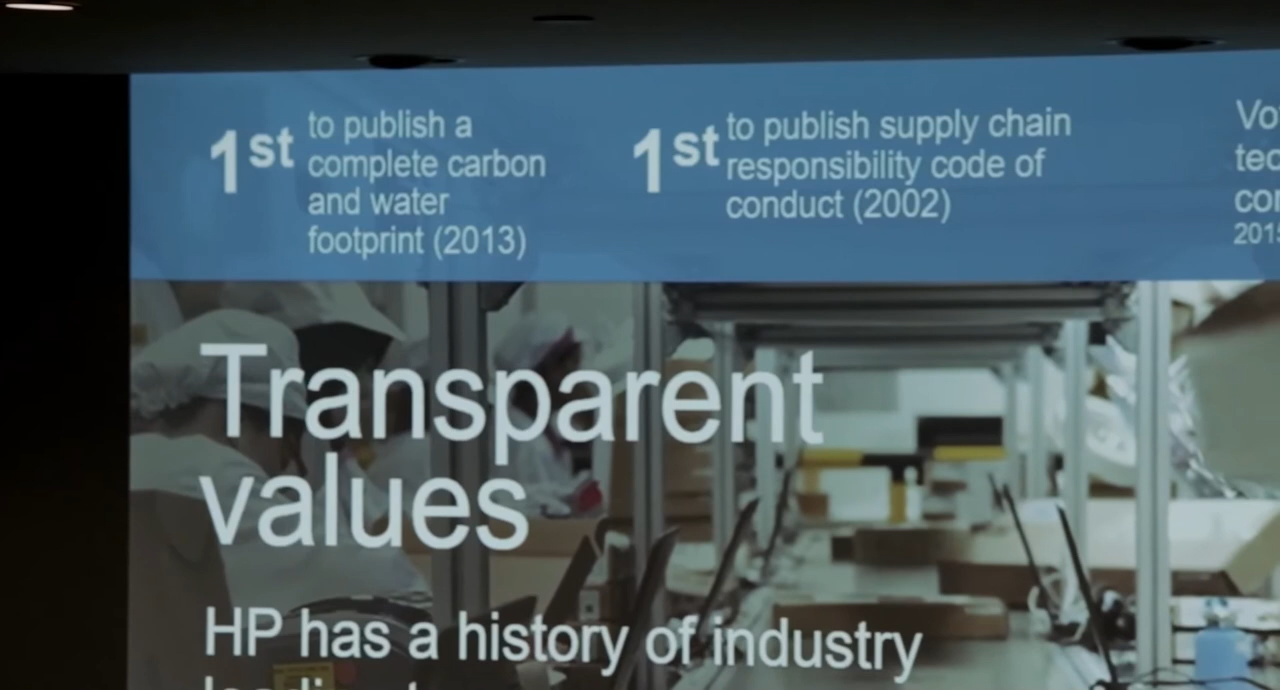 1st
to publish a
complete carbon
and water
footprint (2013)
1st
to publish supply chain
responsibility code of
conduct (2002)
Transparent
values
HP has a history of industry